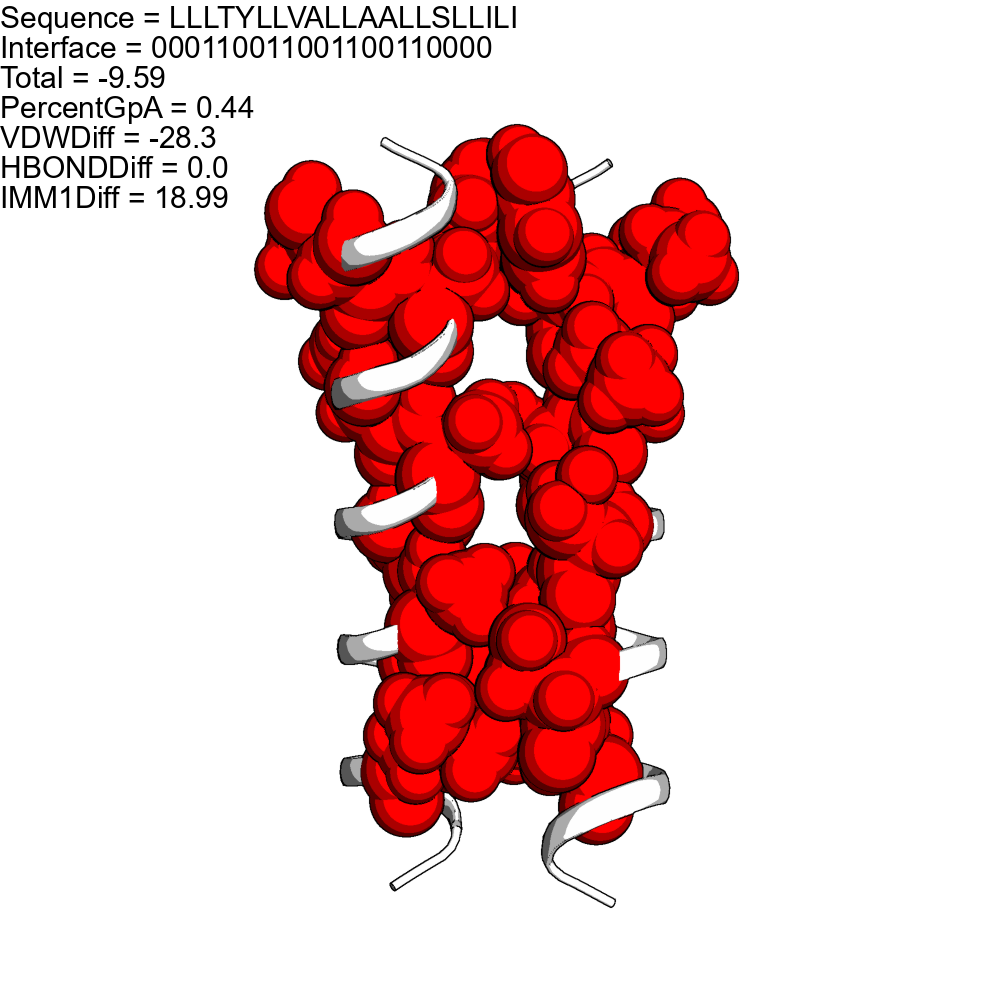 Sequence = LLLTYLLVALLAALLSLLILI
Interface = 000110011001100110000
Total = -9.59
PercentGpA = 0.44
VDWDiff = -28.3
HBONDDiff = 0.0
IMM1Diff = 18.99